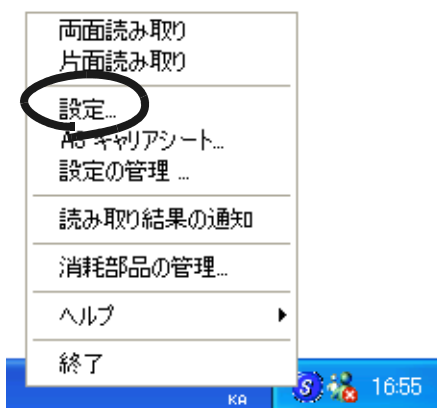 両面読み取り
片面読み取り
設定...
A3 キャリアシート...
設定の管理 ...
読み取り結果の通知
消耗部品の管理...
ヘルプ
終了
KA
S
16:55